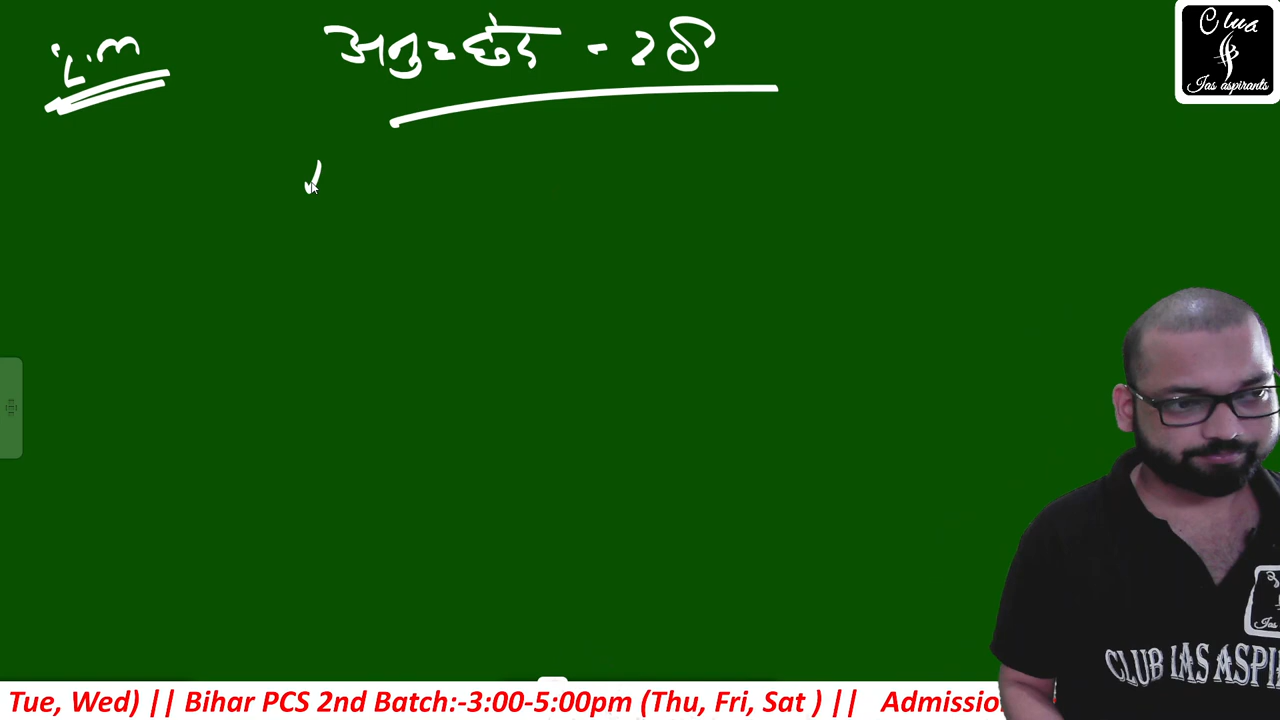 अनुच्छेद - 28
Club
Ias aspirants
CLUB IAS ASPI
Tue, Wed) || Bihar PCS 2nd Batch:-3:00-5:00pm (Thu, Fri, Sat ) || Admissio